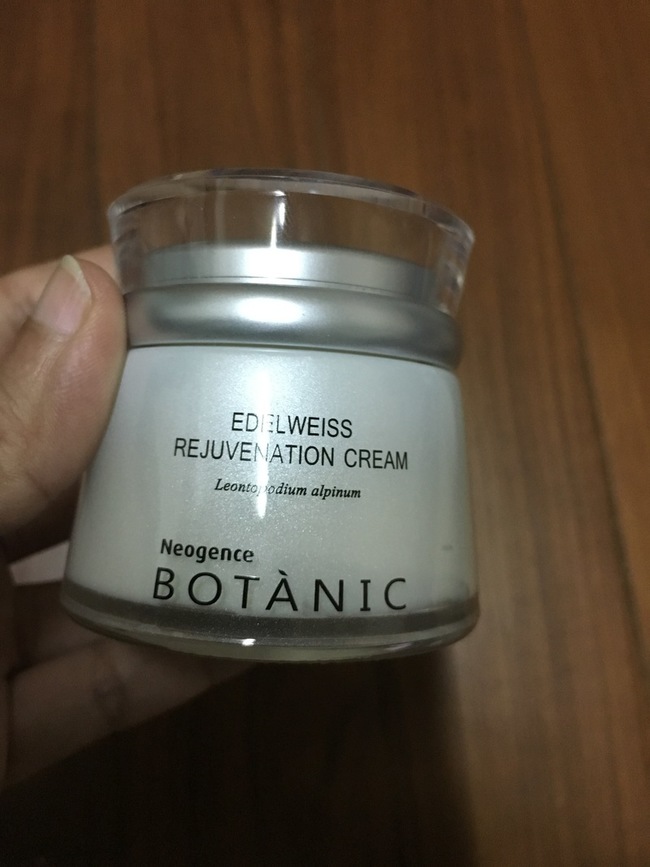 EDELWEISS
REJUVENATION CREAM
Leontopodium alpinum
Neogence
BOTÀNIC